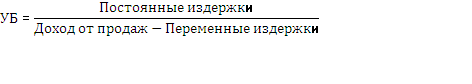 УБ = Постоянные издержки
Доход от продаж − Переменные издержки